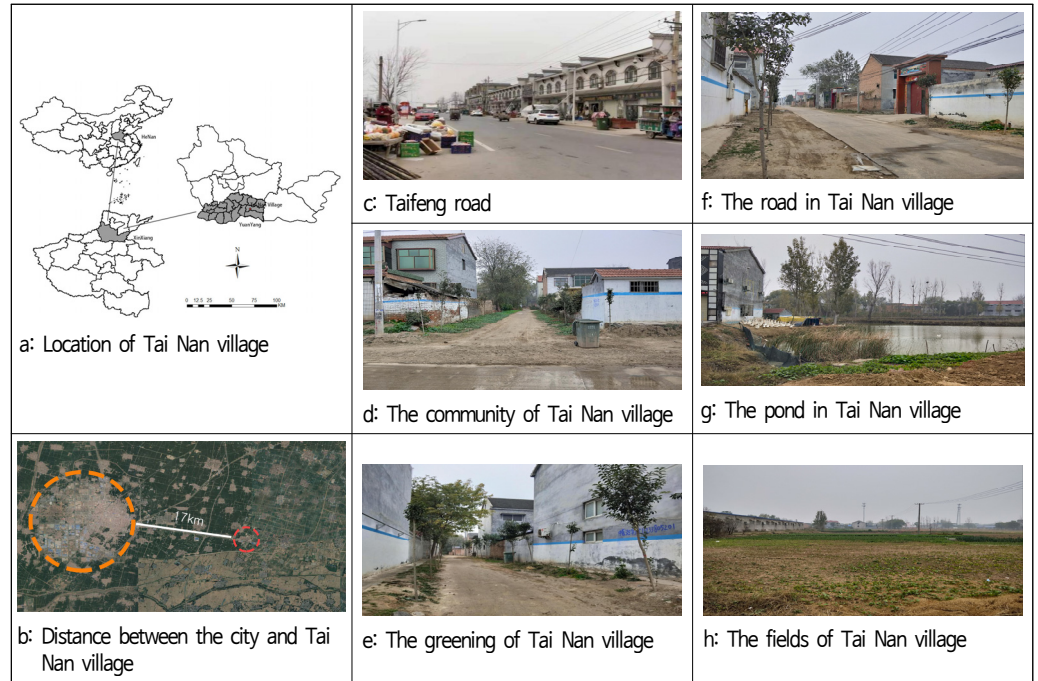 HeNan
Tai Nan Village
YuanYang
XinXiang
N
0 12.5 25 50 75 100
KM
a: Location of Tai Nan village
17km
b: Distance between the city and Tai
Nan village
c: Taifeng road
d: The community of Tai Nan village
e: The greening of Tai Nan village
f: The road in Tai Nan village
g: The pond in Tai Nan village
h: The fields of Tai Nan village